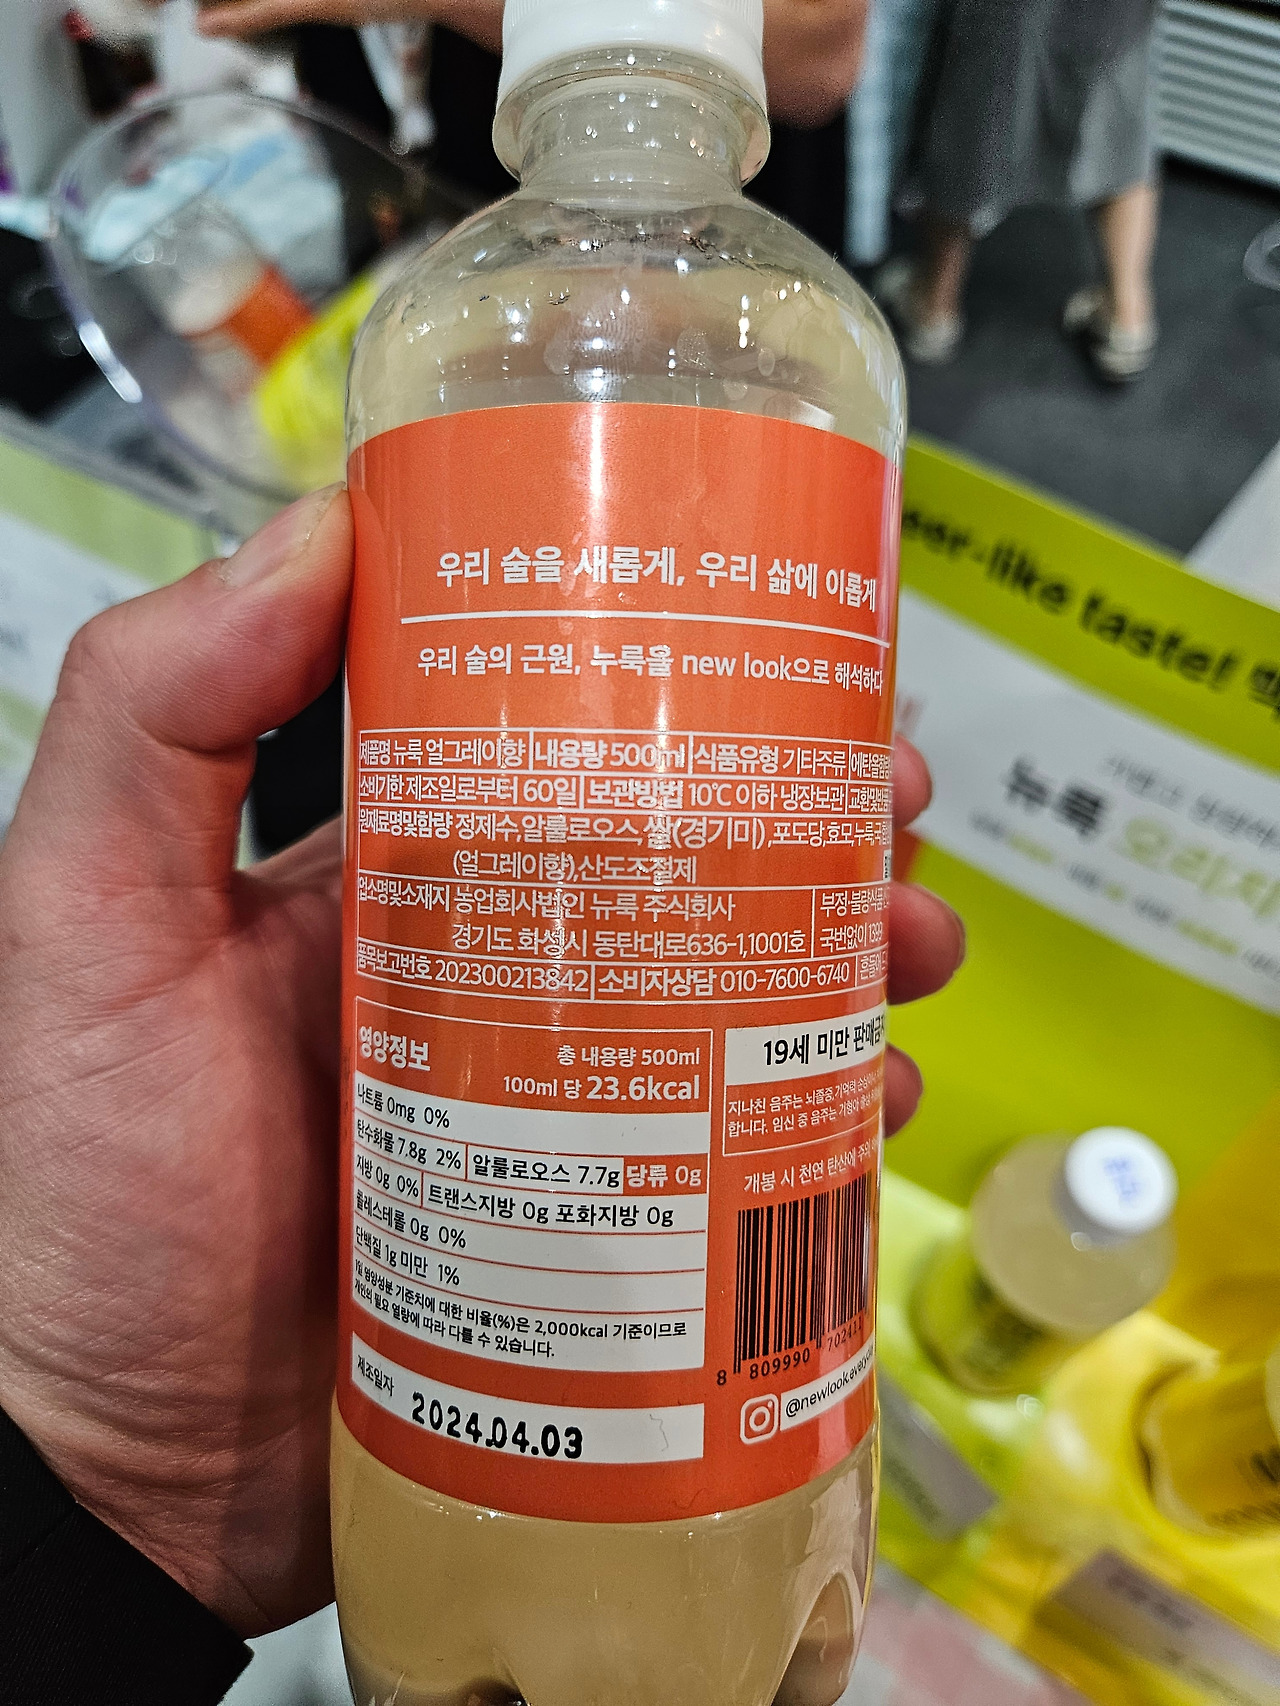 우리 술을 새롭게, 우리 삶에 이롭게
우리 술의 근원, 누룩을 new look으로 해석하다
제품명 뉴룩 얼그레이향 내용량 500ml 식품유형 기타주류
소비기한 제조일로부터 60일 보관방법 10℃ 이하 냉장보관
원재료명및함량 정제수,알룰로오스,쌀(경기미),포도당,효모,누룩,
(얼그레이향),산도조절제
업소명및소재지 농업회사법인 뉴룩 주식회사 부정·불량식품
경기도 화성시 동탄대로636-1,1001호 국번없이 1399
품목보고번호 202300213842 소비자상담 010-7600-6740
영양정보
총 내용량 500ml
100ml 당 23.6kcal
나트륨 0mg 0%
탄수화물 7.8g 2% 알룰로오스 7.7g 당류 0g
지방 0g 0% 트랜스지방 0g 포화지방 0g
콜레스테롤 0g 0%
단백질 1g 미만 1%
1일 영양성분 기준치에 대한 비율(%)은 2,000kcal 기준이므로
개인의 필요 열량에 따라 다를 수 있습니다.
제조일자 2024.04.03
19세 미만 판매금지
지나친 음주는 뇌졸중,기억력
합니다. 임신 중 음주는
개봉 시 천연 탄산에 주의
8 809990 702411
@newlook.everyday
like taste!
뉴룩